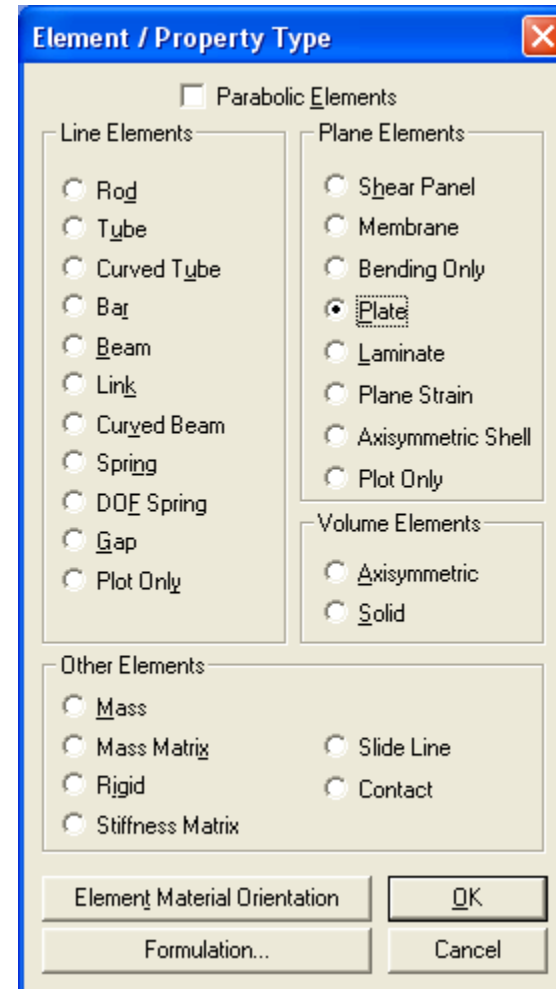 Element / Property Type
Parabolic Elements
Line Elements
Rod
Tube
Curved Tube
Bar
Beam
Link
Curved Beam
Spring
DOF Spring
Gap
Plot Only
Plane Elements
Shear Panel
Membrane
Bending Only
Plate
Laminate
Plane Strain
Axisymmetric Shell
Plot Only
Volume Elements
Axisymmetric
Solid
Other Elements
Mass
Mass Matrix
Rigid
Stiffness Matrix
Slide Line
Contact
Element Material Orientation
OK
Formulation...
Cancel